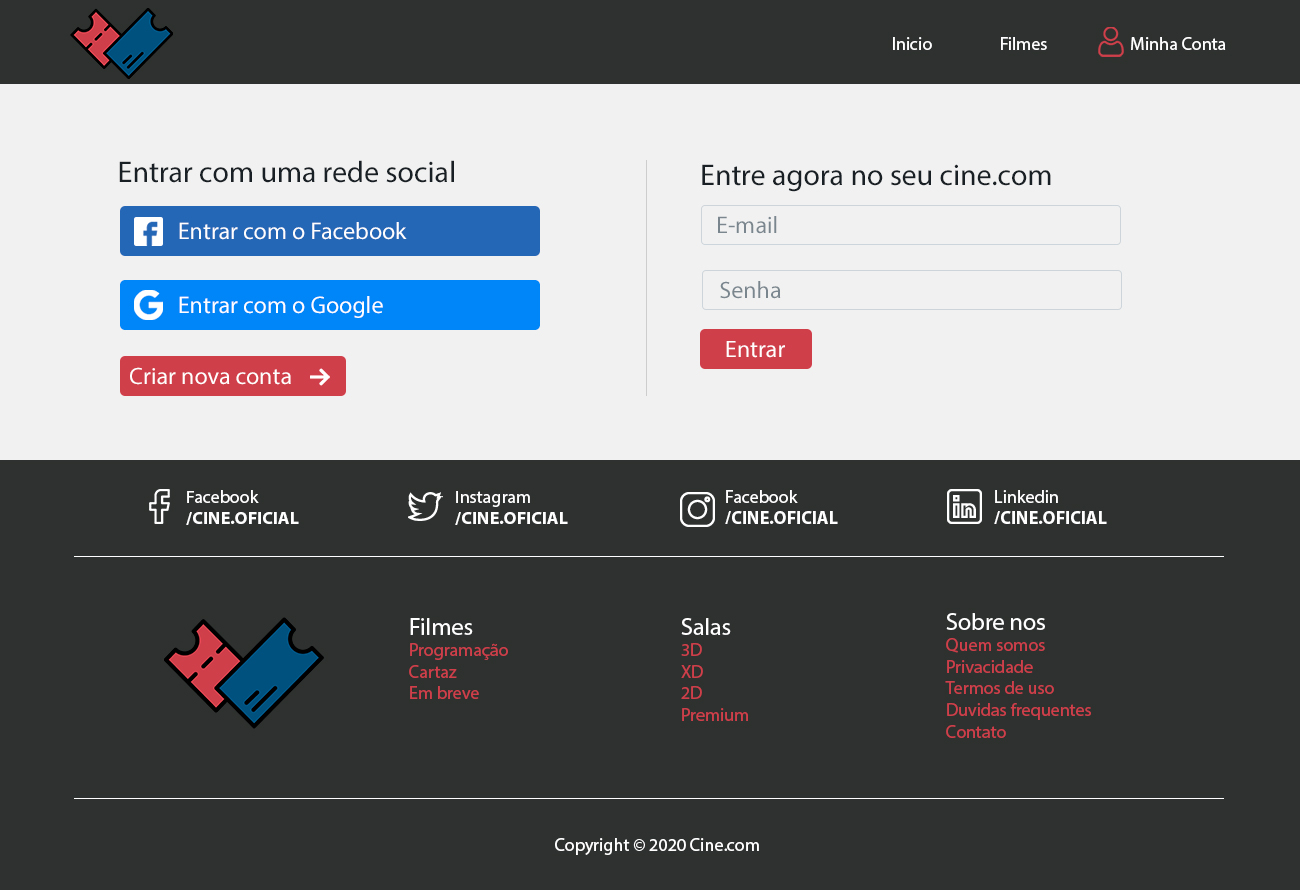 Inicio
Filmes
Minha Conta
Entrar com uma rede social
Entrar com o Facebook
Entrar com o Google
Criar nova conta
Entre agora no seu cine.com
E-mail
Senha
Entrar
Facebook
/CINE.OFICIAL
Instagram
/CINE.OFICIAL
Facebook
/CINE.OFICIAL
Linkedin
/CINE.OFICIAL
Filmes
Programação
Cartaz
Em breve
Salas
3D
XD
2D
Premium
Sobre nos
Quem somos
Privacidade
Termos de uso
Duvidas frequentes
Contato
Copyright © 2020 Cine.com